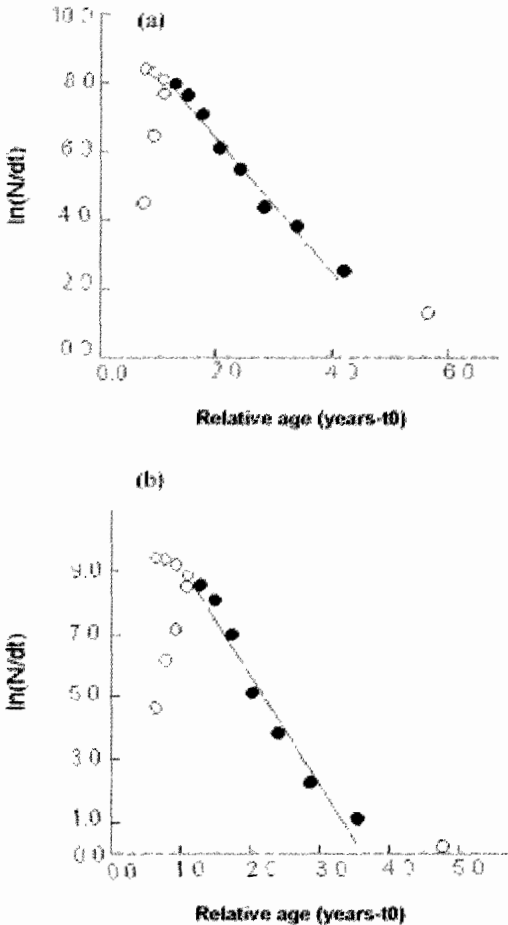 (a)
ln(N/dt)
10.0
8.0
6.0
4.0
2.0
0.0
0.0 2.0 4.0 6.0
Relative age (years-t0)
(b)
ln(N/dt)
9.0
7.0
5.0
3.0
1.0
0.0
0.0 1.0 2.0 3.0 4.0 5.0
Relative age (years-t0)